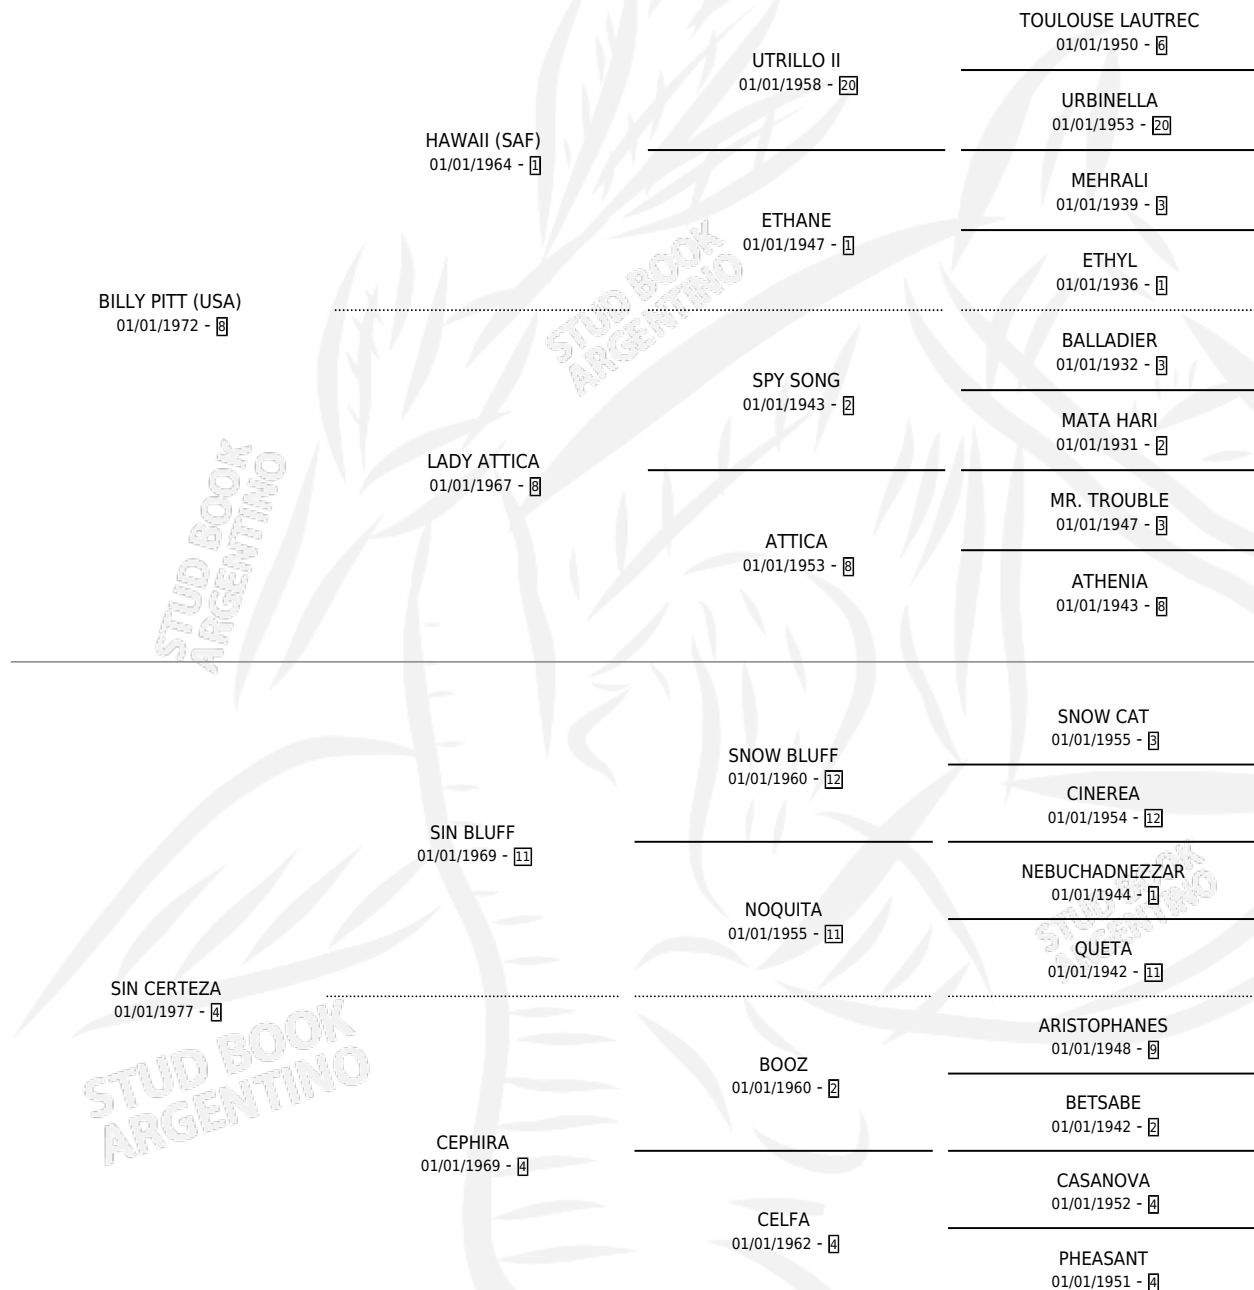 TOULOUSE LAUTREC
01/01/1950 - 6
UTRILLO II
01/01/1958 - 20
URBINELLA
01/01/1953 - 20
HAWAII (SAF)
01/01/1964 - 1
MEHRALI
01/01/1939 - 3
ETHANE
01/01/1947 - 1
ETHYL
01/01/1936 - 1
BILLY PITT (USA)
01/01/1972 - 8
BALLADIER
01/01/1932 - 3
SPY SONG
01/01/1943 - 2
MATA HARI
01/01/1931 - 2
LADY ATTICA
01/01/1967 - 8
MR. TROUBLE
01/01/1947 - 3
ATTICA
01/01/1953 - 8
ATHENIA
01/01/1943 - 8
SNOW CAT
01/01/1955 - 3
SNOW BLUFF
01/01/1960 - 12
CINEREA
01/01/1954 - 12
SIN BLUFF
01/01/1969 - 11
NEBUCHADNEZZAR
01/01/1944 - 1
NOQUITA
01/01/1955 - 11
QUETA
01/01/1942 - 11
SIN CERTEZA
01/01/1977 - 4
ARISTOPHANES
01/01/1948 - 9
BOOZ
01/01/1960 - 2
BETSABE
01/01/1942 - 2
CEPHIRA
01/01/1969 - 4
CASANOVA
01/01/1952 - 4
CELFA
01/01/1962 - 4
PHEASANT
01/01/1951 - 4
STUD BOOK
ARGENTINO
STUD BOOK
ARGENTINO
STUD BOOK
ARGENTINO
STUD BOOK
ARGENTINO